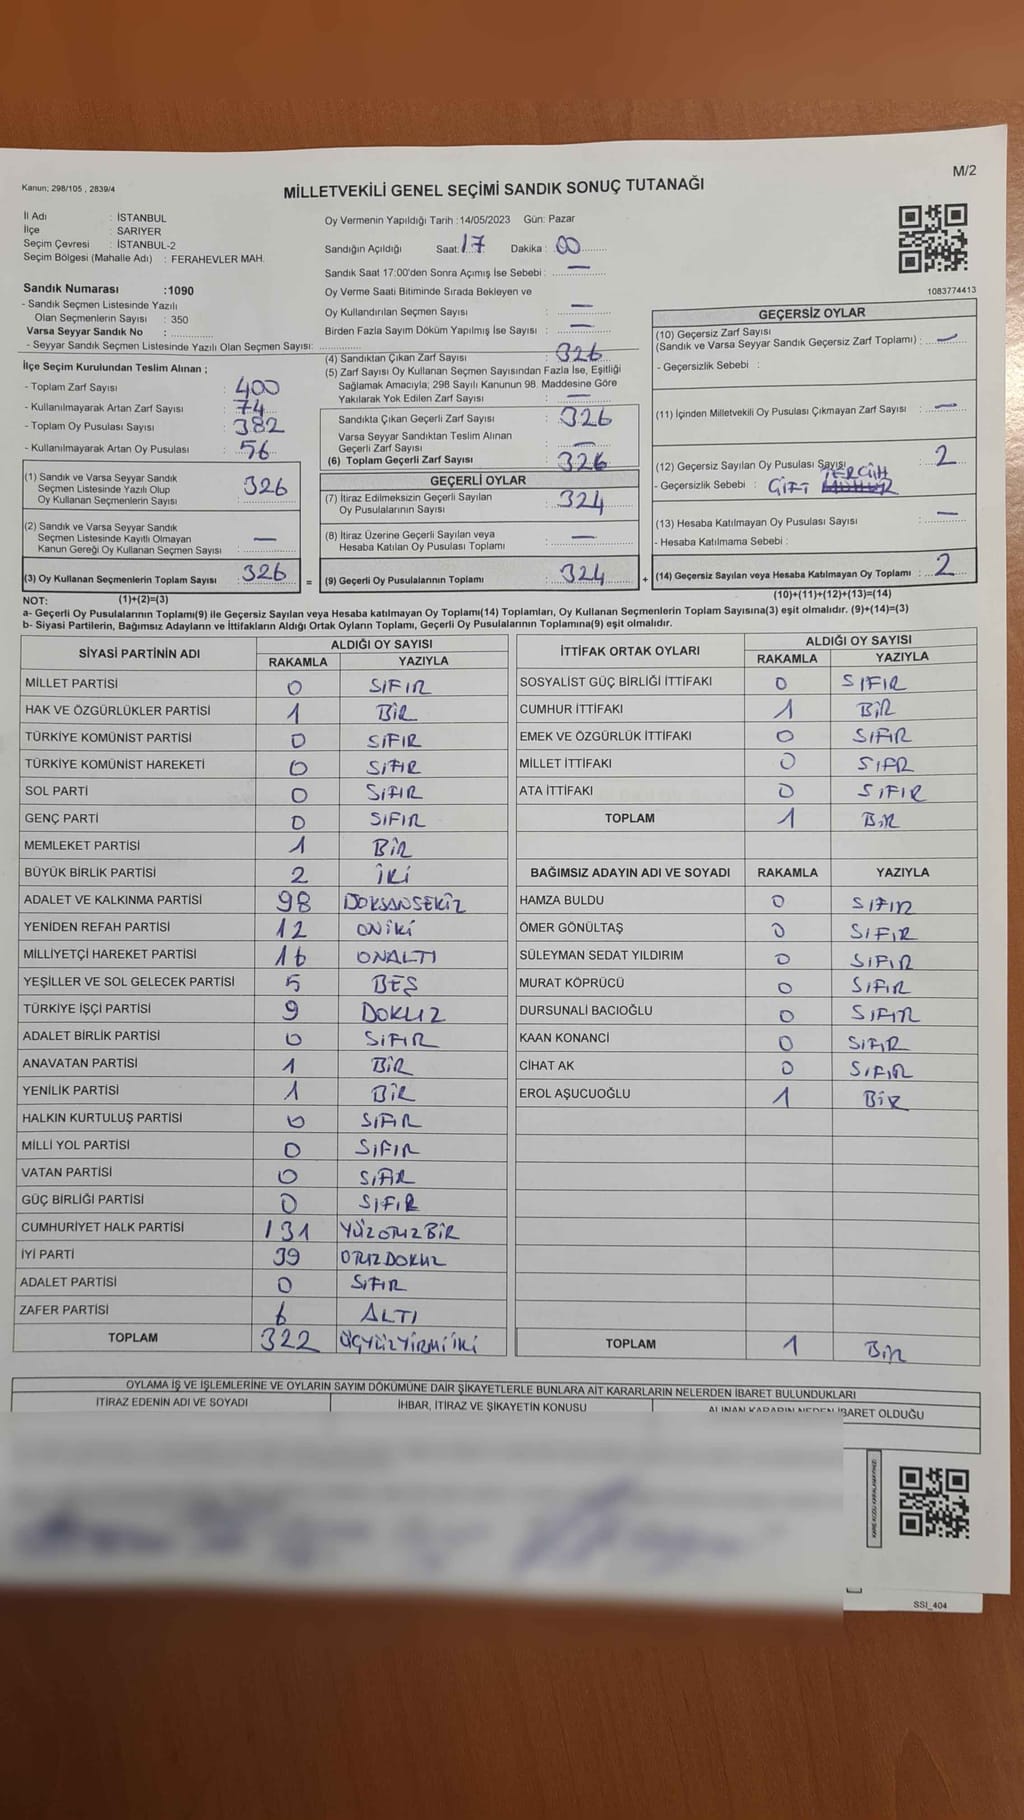 M/2
Kanun; 298/105 , 2839/4
MİLLETVEKİLİ GENEL SEÇİMİ SANDIK SONUÇ TUTANAĞI
İl Adı : İSTANBUL
İlçe : SARIYER
Seçim Çevresi : İSTANBUL-2
Seçim Bölgesi (Mahalle Adı) : FERAHEVLER MAH.
Oy Vermenin Yapıldığı Tarih :14/05/2023 Gün: Pazar
Sandığın Açıldığı Saat: 17 Dakika : 00
Sandık Saat 17:00'den Sonra Açımış İse Sebebi : —
Oy Verme Saati Bitiminde Sırada Bekleyen ve
Oy Kullandırılan Seçmen Sayısı : —
Birden Fazla Sayım Döküm Yapılmış İse Sayısı : —
1083774413
Sandık Numarası :1090
- Sandık Seçmen Listesinde Yazılı
Olan Seçmenlerin Sayısı : 350
Varsa Seyyar Sandık No :
- Seyyar Sandık Seçmen Listesinde Yazılı Olan Seçmen Sayısı:
İlçe Seçim Kurulundan Teslim Alınan ;
- Toplam Zarf Sayısı : 400
- Kullanılmayarak Artan Zarf Sayısı : 74
- Toplam Oy Pusulası Sayısı : 382
- Kullanılmayarak Artan Oy Pusulası : 56
(1) Sandık ve Varsa Seyyar Sandık
Seçmen Listesinde Yazılı Olup
Oy Kullanan Seçmenlerin Sayısı : 326
(2) Sandık ve Varsa Seyyar Sandık
Seçmen Listesinde Kayıtlı Olmayan
Kanun Gereği Oy Kullanan Seçmen Sayısı : —
(3) Oy Kullanan Seçmenlerin Toplam Sayısı : 326
(1)+(2)=(3)
(4) Sandıktan Çıkan Zarf Sayısı : 326
(5) Zarf Sayısı Oy Kullanan Seçmen Sayısından Fazla İse, Eşitliği
Sağlamak Amacıyla; 298 Sayılı Kanunun 98. Maddesine Göre
Yakılarak Yok Edilen Zarf Sayısı : —
Sandıkta Çıkan Geçerli Zarf Sayısı : 326
Varsa Seyyar Sandıktan Teslim Alınan
Geçerli Zarf Sayısı : —
(6) Toplam Geçerli Zarf Sayısı : 326
GEÇERLİ OYLAR
(7) İtiraz Edilmeksizin Geçerli Sayılan
Oy Pusulalarının Sayısı : 324
(8) İtiraz Üzerine Geçerli Sayılan veya
Hesaba Katılan Oy Pusulası Toplamı : —
= (9) Geçerli Oy Pusulalarının Toplamı : 324
GEÇERSİZ OYLAR
(10) Geçersiz Zarf Sayısı
(Sandık ve Varsa Seyyar Sandık Geçersiz Zarf Toplamı) : —
- Geçersizlik Sebebi :
(11) İçinden Milletvekili Oy Pusulası Çıkmayan Zarf Sayısı : —
(12) Geçersiz Sayılan Oy Pusulası Sayısı : 2
- Geçersizlik Sebebi : ÇİFT TERCİH
(13) Hesaba Katılmayan Oy Pusulası Sayısı : —
- Hesaba Katılmama Sebebi :
+ (14) Geçersiz Sayılan veya Hesaba Katılmayan Oy Toplamı : 2
(10)+(11)+(12)+(13)=(14)
NOT:
a- Geçerli Oy Pusulalarının Toplamı(9) ile Geçersiz Sayılan veya Hesaba katılmayan Oy Toplamı(14) Toplamları, Oy Kullanan Seçmenlerin Toplam Sayısına(3) eşit olmalıdır. (9)+(14)=(3)
b- Siyasi Partilerin, Bağımsız Adayların ve İttifakların Aldığı Ortak Oyların Toplamı, Geçerli Oy Pusulalarının Toplamına(9) eşit olmalıdır.
SİYASİ PARTİNİN ADI ALDIĞI OY SAYISI
RAKAMLA YAZIYLA
MİLLET PARTİSİ 0 SIFIR
HAK VE ÖZGÜRLÜKLER PARTİSİ 1 BİR
TÜRKİYE KOMÜNİST PARTİSİ 0 SIFIR
TÜRKİYE KOMÜNİST HAREKETİ 0 SIFIR
SOL PARTİ 0 SIFIR
GENÇ PARTİ 0 SIFIR
MEMLEKET PARTİSİ 1 BİR
BÜYÜK BİRLİK PARTİSİ 2 İKİ
ADALET VE KALKINMA PARTİSİ 98 DOKSANSEKİZ
YENİDEN REFAH PARTİSİ 12 ONİKİ
MİLLİYETÇİ HAREKET PARTİSİ 16 ONALTI
YEŞİLLER VE SOL GELECEK PARTİSİ 5 BEŞ
TÜRKİYE İŞÇİ PARTİSİ 9 DOKUZ
ADALET BİRLİK PARTİSİ 0 SIFIR
ANAVATAN PARTİSİ 1 BİR
YENİLİK PARTİSİ 1 BİR
HALKIN KURTULUŞ PARTİSİ 0 SIFIR
MİLLİ YOL PARTİSİ 0 SIFIR
VATAN PARTİSİ 0 SIFIR
GÜÇ BİRLİĞİ PARTİSİ 0 SIFIR
CUMHURİYET HALK PARTİSİ 131 YÜZOTUZBİR
İYİ PARTİ 39 OTUZDOKUZ
ADALET PARTİSİ 0 SIFIR
ZAFER PARTİSİ 6 ALTI
TOPLAM 322 ÜÇYÜZYİRMİİKİ
İTTİFAK ORTAK OYLARI ALDIĞI OY SAYISI
RAKAMLA YAZIYLA
SOSYALİST GÜÇ BİRLİĞİ İTTİFAKI 0 SIFIR
CUMHUR İTTİFAKI 1 BİR
EMEK VE ÖZGÜRLÜK İTTİFAKI 0 SIFIR
MİLLET İTTİFAKI 0 SIFR
ATA İTTİFAKI 0 SIFIR
TOPLAM 1 BİR
BAĞIMSIZ ADAYIN ADI VE SOYADI RAKAMLA YAZIYLA
HAMZA BULDU 0 SIFIR
ÖMER GÖNÜLTAŞ 0 SIFIR
SÜLEYMAN SEDAT YILDIRIM 0 SIFIR
MURAT KÖPRÜCÜ 0 SIFIR
DURSUNALİ BACIOĞLU 0 SIFIR
KAAN KONANCİ 0 SIFIR
CİHAT AK 0 SIFIR
EROL AŞUCUOĞLU 1 BİR
TOPLAM 1 BİR
OYLAMA İŞ VE İŞLEMLERİNE VE OYLARIN SAYIM DÖKÜMÜNE DAİR ŞİKAYETLERLE BUNLARA AİT KARARLARIN NELERDEN İBARET BULUNDUKLARI
İTİRAZ EDENİN ADI VE SOYADI İHBAR, İTİRAZ VE ŞİKAYETİN KONUSU ALINAN KARARIN NEDEN İBARET OLDUĞU
SSI_404